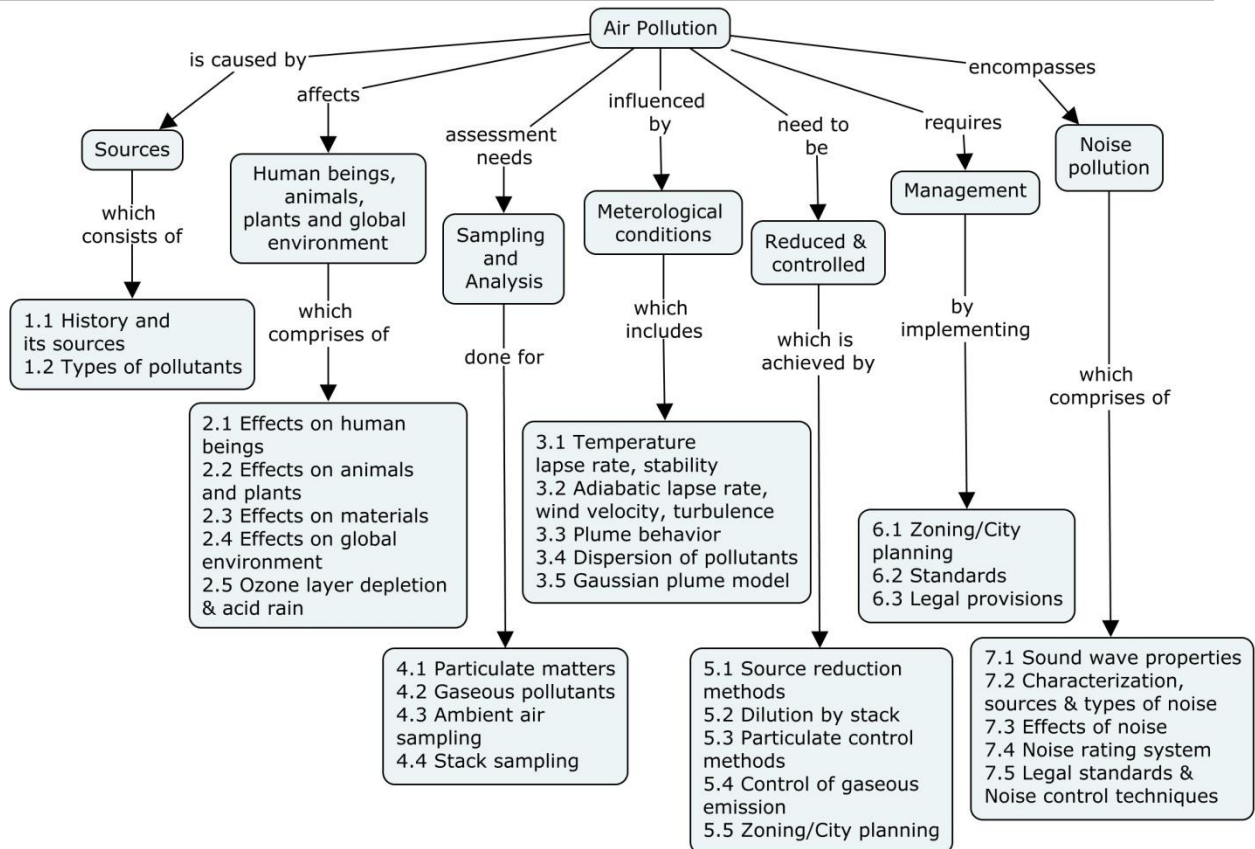 Air Pollution
is caused by
affects
assessment
needs
influenced
by
need to
be
requires
encompasses
Sources
Human beings,
animals,
plants and global
environment
Sampling
and
Analysis
Meterological
conditions
Reduced &
controlled
Management
Noise
pollution
which
consists of
which
comprises of
done for
which
includes
which is
achieved by
by
implementing
which
comprises of
1.1 History and
its sources
1.2 Types of pollutants
2.1 Effects on human
beings
2.2 Effects on animals
and plants
2.3 Effects on materials
2.4 Effects on global
environment
2.5 Ozone layer depletion
& acid rain
4.1 Particulate matters
4.2 Gaseous pollutants
4.3 Ambient air
sampling
4.4 Stack sampling
3.1 Temperature
lapse rate, stability
3.2 Adiabatic lapse rate,
wind velocity, turbulence
3.3 Plume behavior
3.4 Dispersion of pollutants
3.5 Gaussian plume model
5.1 Source reduction
methods
5.2 Dilution by stack
5.3 Particulate control
methods
5.4 Control of gaseous
emission
5.5 Zoning/City planning
6.1 Zoning/City
planning
6.2 Standards
6.3 Legal provisions
7.1 Sound wave properties
7.2 Characterization,
sources & types of noise
7.3 Effects of noise
7.4 Noise rating system
7.5 Legal standards &
Noise control techniques